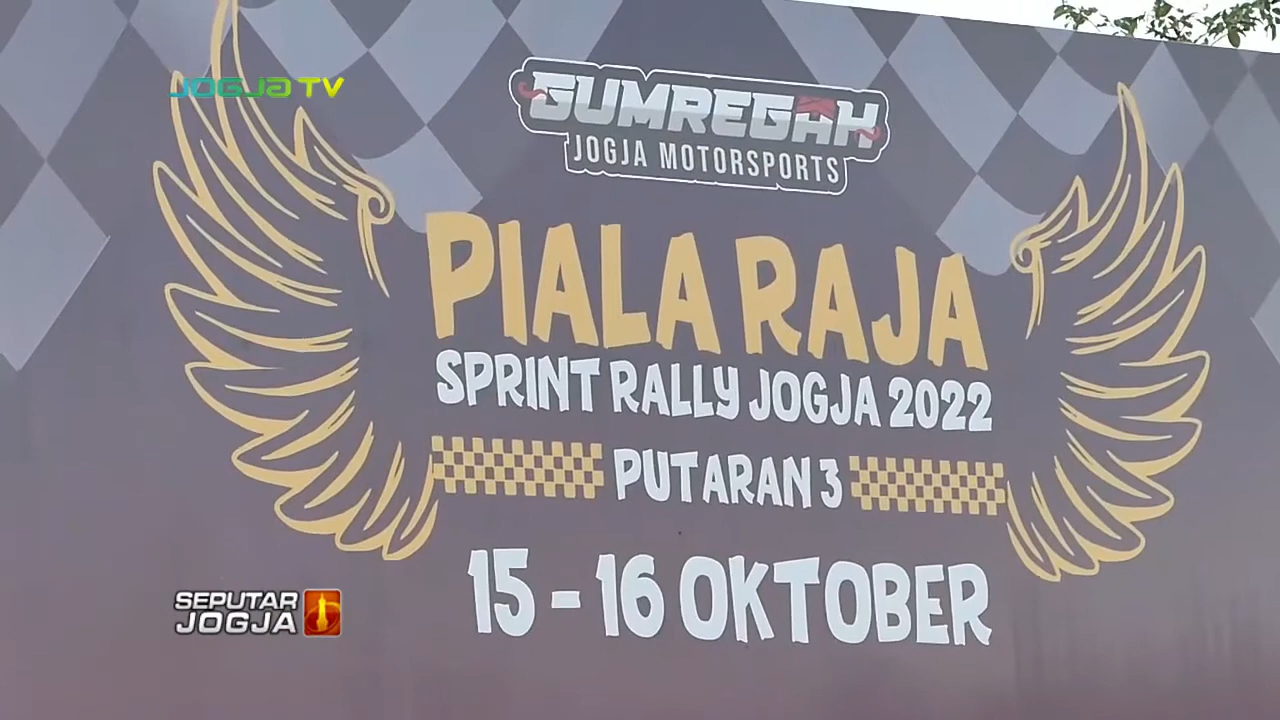 JOGJA TV
GUMREGAH
JOGJA MOTORSPORTS
PIALA RAJA
SPRINT RALLY JOGJA 2022
PUTARAN 3
15 - 16 OKTOBER
SEPUTAR
JOGJA